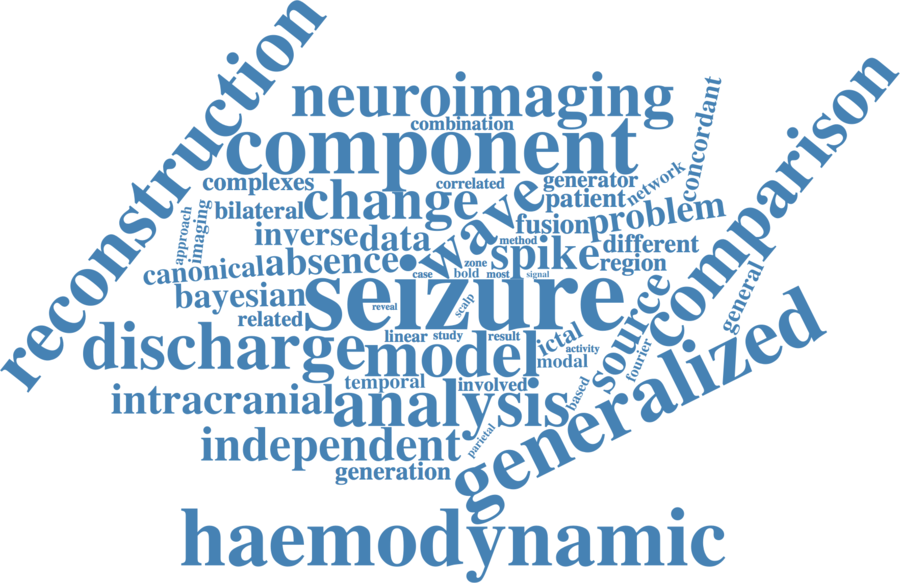 reconstruction
neuroimaging
combination
component
concordant
comparison
complexes
correlated
generator
network
approach
imaging
bilateral
change
wave
patient
fusion
problem
inverse
data
method
spike
different
canonical
absence
zone
region
case
bold
most
signal
bayesian
seizure
general
related
reveal
scalp
source
discharge
linear
study
result
ictal
activity
model
modal
fourier
generalized
temporal
involved
based
intracranial
analysis
independent
parietal
generation
haemodynamic